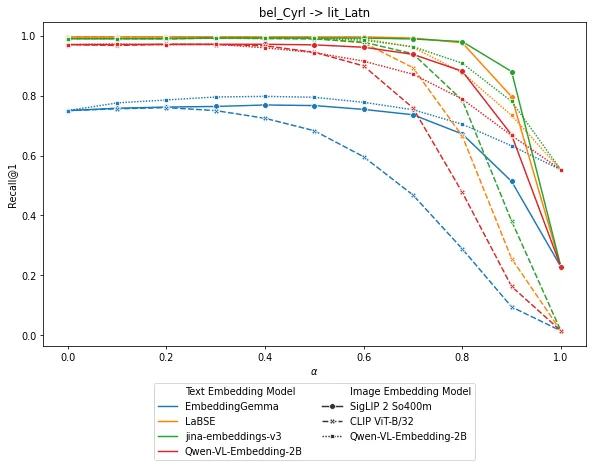 bel_Cyrl -> lit_Latn
Recall@1
1.0
0.8
0.6
0.4
0.2
0.0
0.0 0.2 0.4 0.6 0.8 1.0
α
Text Embedding Model
EmbeddingGemma
LaBSE
jina-embeddings-v3
Qwen-VL-Embedding-2B
Image Embedding Model
SigLIP 2 So400m
CLIP ViT-B/32
Qwen-VL-Embedding-2B